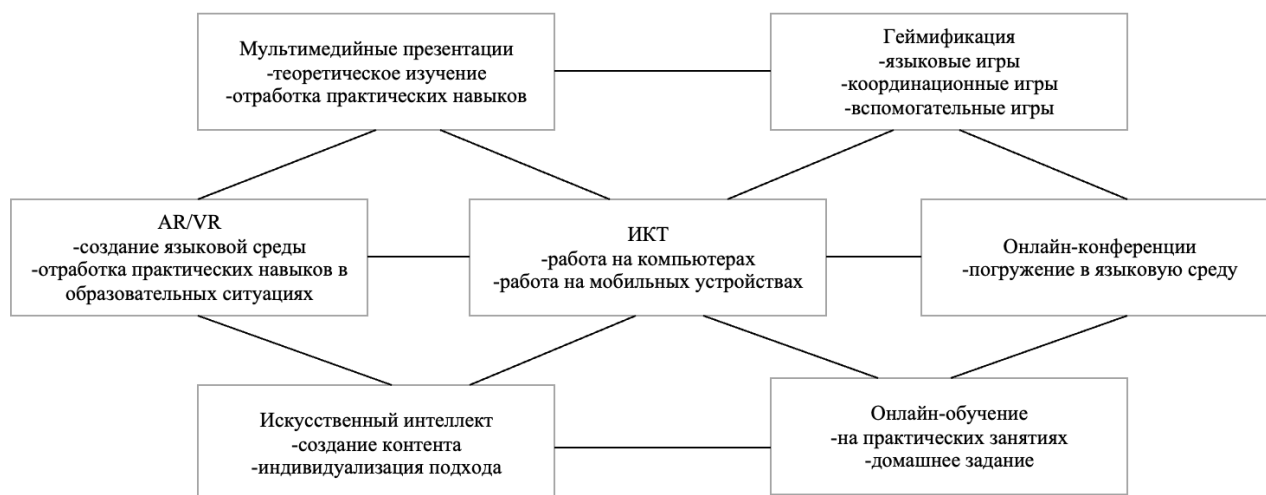 Мультимедийные презентации
-теоретическое изучение
-отработка практических навыков
Геймификация
-языковые игры
-координационные игры
-вспомогательные игры
AR/VR
-создание языковой среды
-отработка практических навыков в
образовательных ситуациях
ИКТ
-работа на компьютерах
-работа на мобильных устройствах
Онлайн-конференции
-погружение в языковую среду
Искусственный интеллект
-создание контента
-индивидуализация подхода
Онлайн-обучение
-на практических занятиях
-домашнее задание